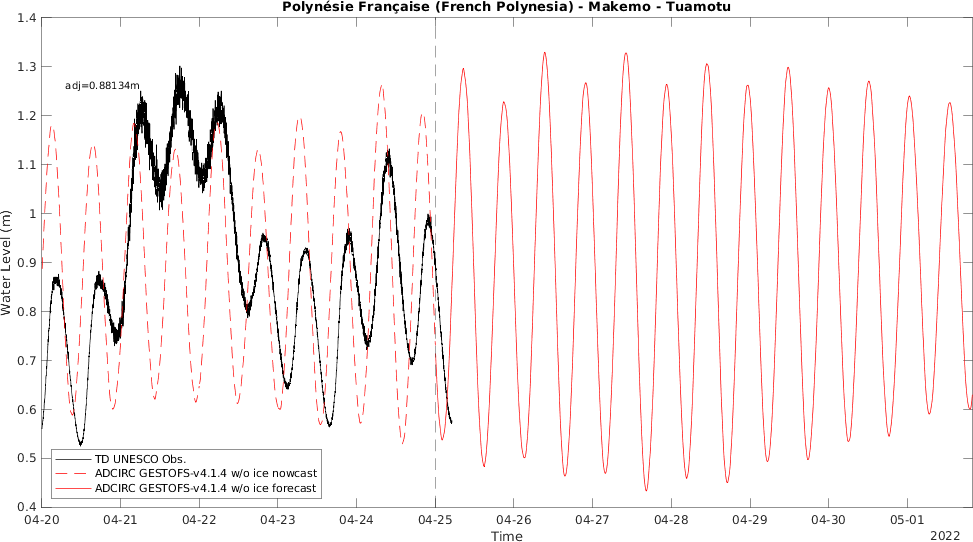 Polynésie Française (French Polynesia) - Makemo - Tuamotu
1.4
1.3
1.2
1.1
1
0.9
0.8
0.7
0.6
0.5
0.4
Water Level (m)
adj=0.88134m
TD UNESCO Obs.
ADCIRC GESTOFS-v4.1.4 w/o ice nowcast
ADCIRC GESTOFS-v4.1.4 w/o ice forecast
04-20 04-21 04-22 04-23 04-24 04-25 04-26 04-27 04-28 04-29 04-30 05-01
Time
2022